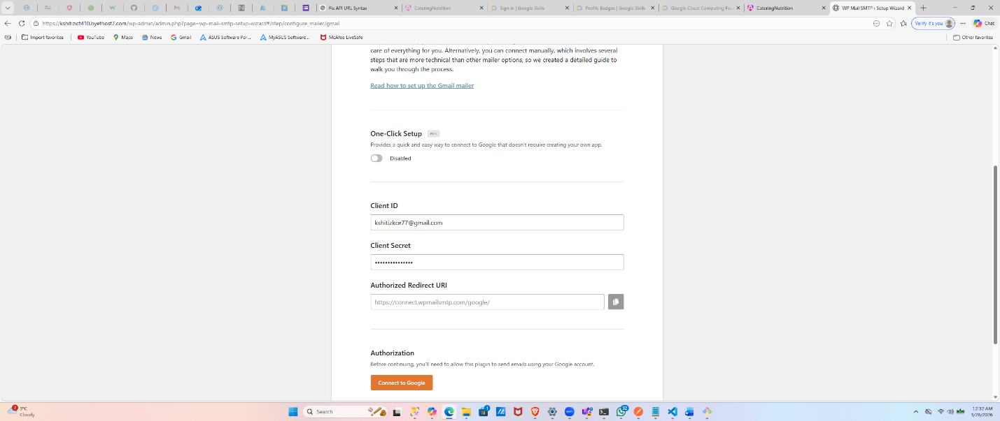 Fix API URL Syntax
CateringNutrition
Sign in | Google Skills
Profile Badges | Google Skills
Google Cloud Computing Fo
CateringNutrition
WP Mail SMTP › Setup Wizard
https://kshitizict410.byethost7.com/wp-admin/admin.php?page=wp-mail-smtp-setup-wizard#/step/configure_mailer/gmail
Verify it's you
Chat
Import favorites
YouTube
Maps
News
Gmail
ASUS Software Por...
MyASUS Software...
McAfee LiveSafe
Other favorites
care of everything for you. Alternatively, you can connect manually, which involves several
steps that are more technical than other mailer options, so we created a detailed guide to
walk you through the process.
Read how to set up the Gmail mailer
One-Click Setup PRO
Provides a quick and easy way to connect to Google that doesn't require creating your own app.
Disabled
Client ID
kshitizkce77@gmail.com
Client Secret
•••••••••••••••
Authorized Redirect URI
https://connect.wpmailsmtp.com/google/
Authorization
Before continuing, you'll need to allow this plugin to send emails using your Google account.
Connect to Google
2
3°C
Cloudy
Search
1
92
12:32 AM
3/26/2026